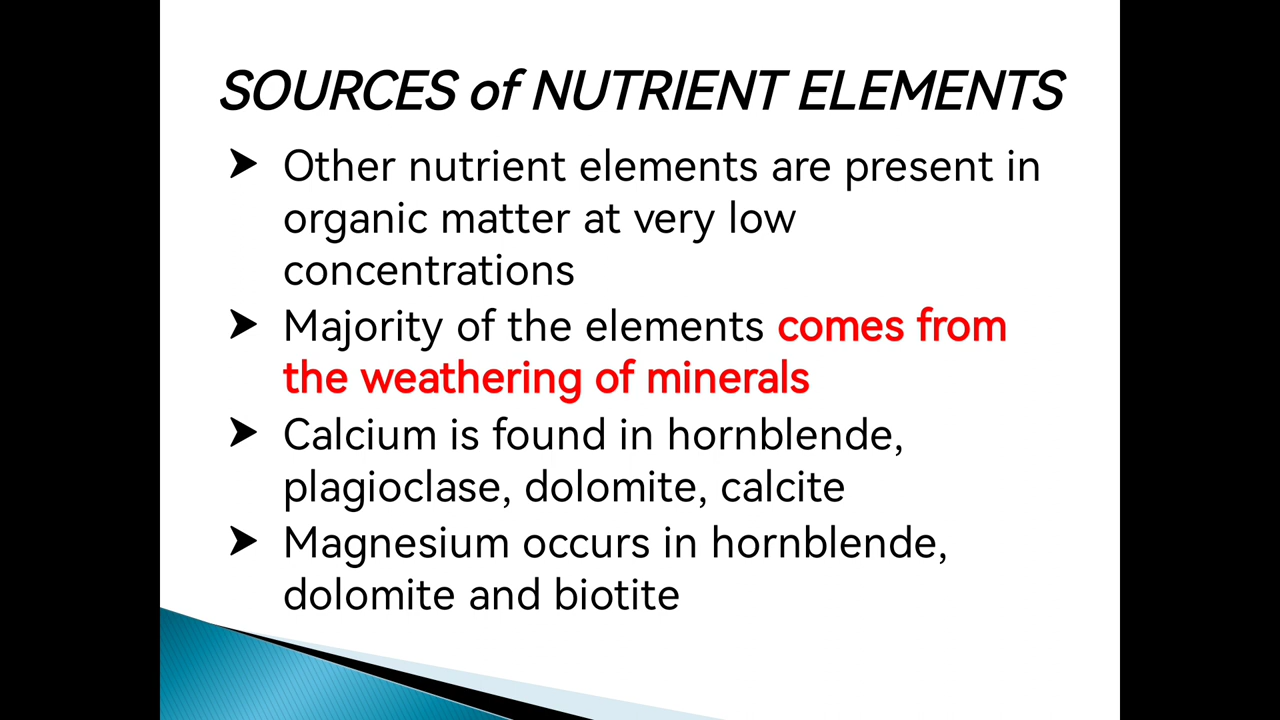 SOURCES of NUTRIENT ELEMENTS
➤ Other nutrient elements are present in
organic matter at very low
concentrations
➤ Majority of the elements comes from
the weathering of minerals
➤ Calcium is found in hornblende,
plagioclase, dolomite, calcite
➤ Magnesium occurs in hornblende,
dolomite and biotite